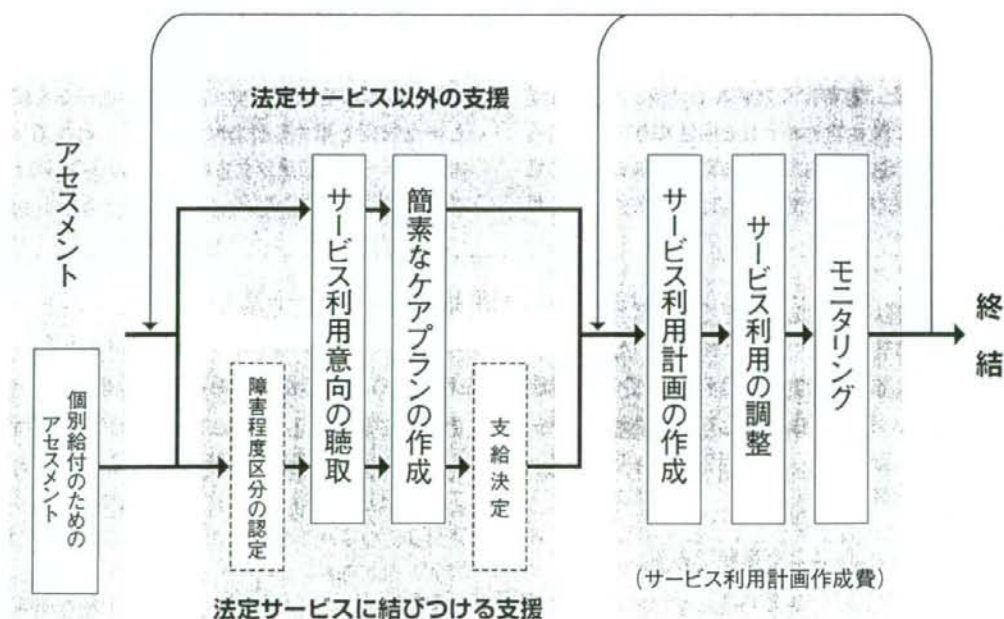 法定サービス以外の支援
アセスメント
個別給付のための
アセスメント
障害程度区分の認定
サービス利用意向の聴取
簡素なケアプランの作成
支給決定
サービス利用計画の作成
サービス利用の調整
モニタリング
終結
(サービス利用計画作成費)
法定サービスに結びつける支援